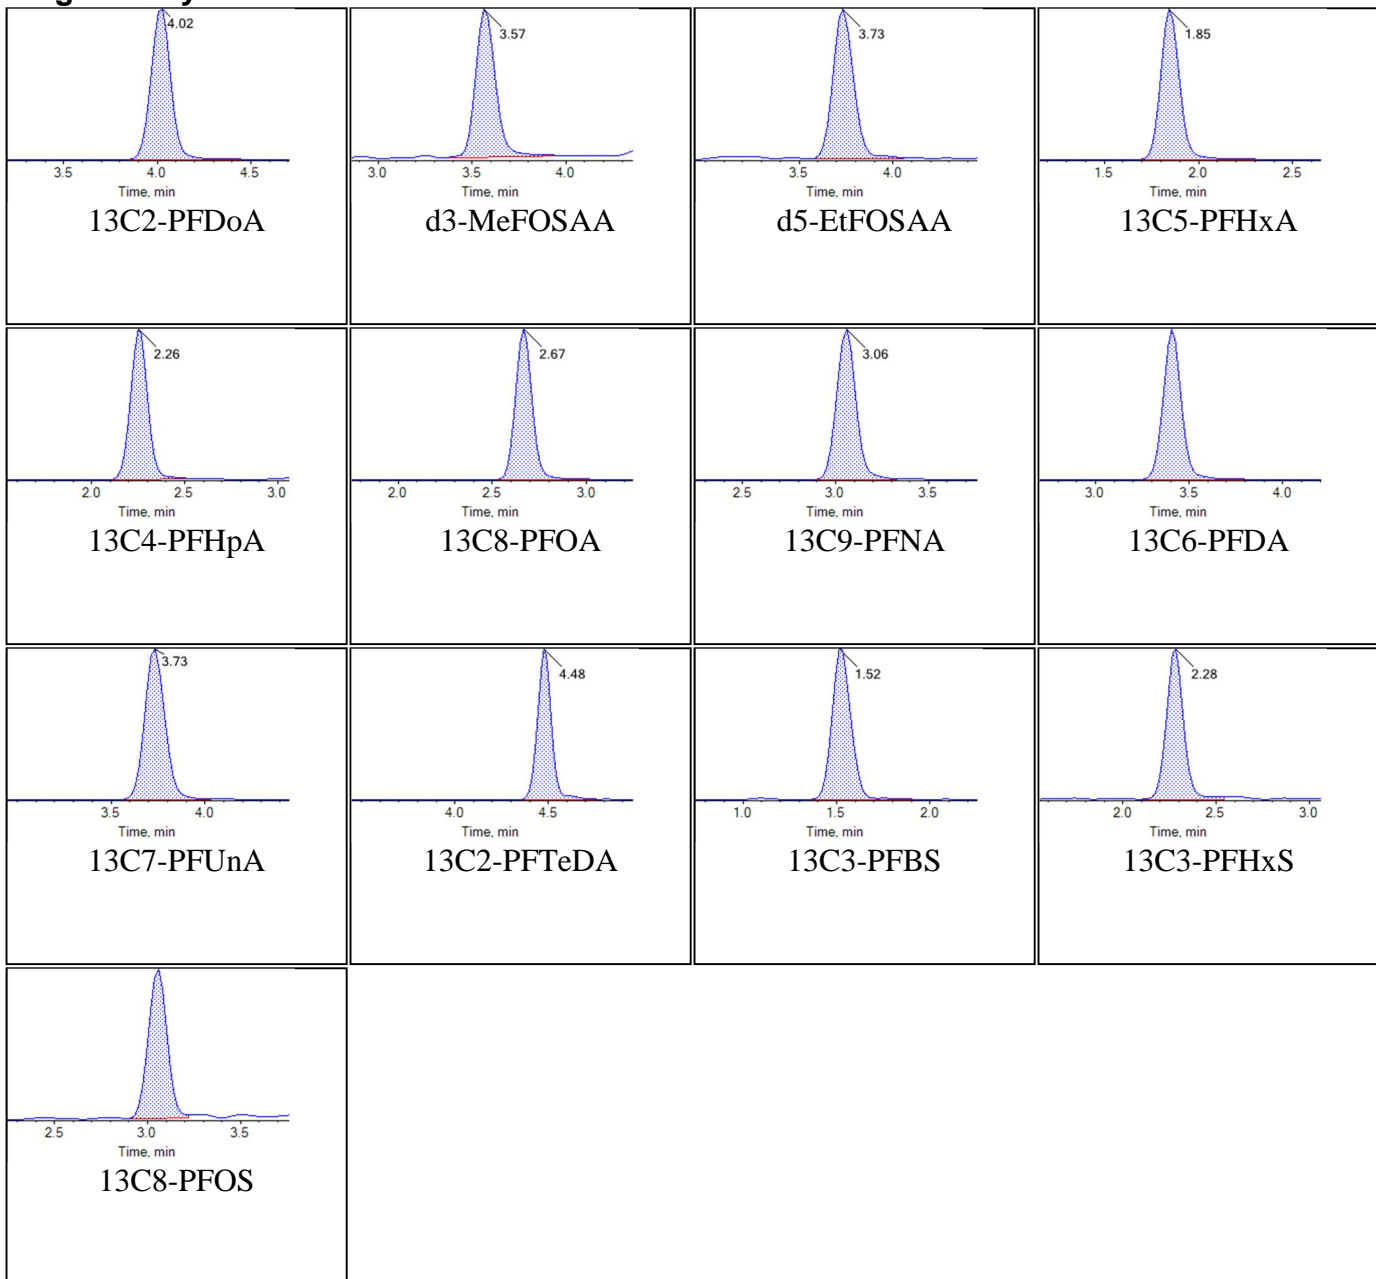 4.02
3.5 4.0 4.5
Time, min
13C2-PFDoA
3.57
3.0 3.5 4.0
Time, min
d3-MeFOSAA
3.73
3.5 4.0
Time, min
d5-EtFOSAA
1.85
1.5 2.0 2.5
Time, min
13C5-PFHxA
2.26
2.0 2.5 3.0
Time, min
13C4-PFHpA
2.67
2.0 2.5 3.0
Time, min
13C8-PFOA
3.06
2.5 3.0 3.5
Time, min
13C9-PFNA
3.0 3.5 4.0
Time, min
13C6-PFDA
3.73
3.5 4.0
Time, min
13C7-PFUnA
4.48
4.0 4.5
Time, min
13C2-PFTeDA
1.52
1.0 1.5 2.0
Time, min
13C3-PFBS
2.28
2.0 2.5 3.0
Time, min
13C3-PFHxS
2.5 3.0 3.5
Time, min
13C8-PFOS